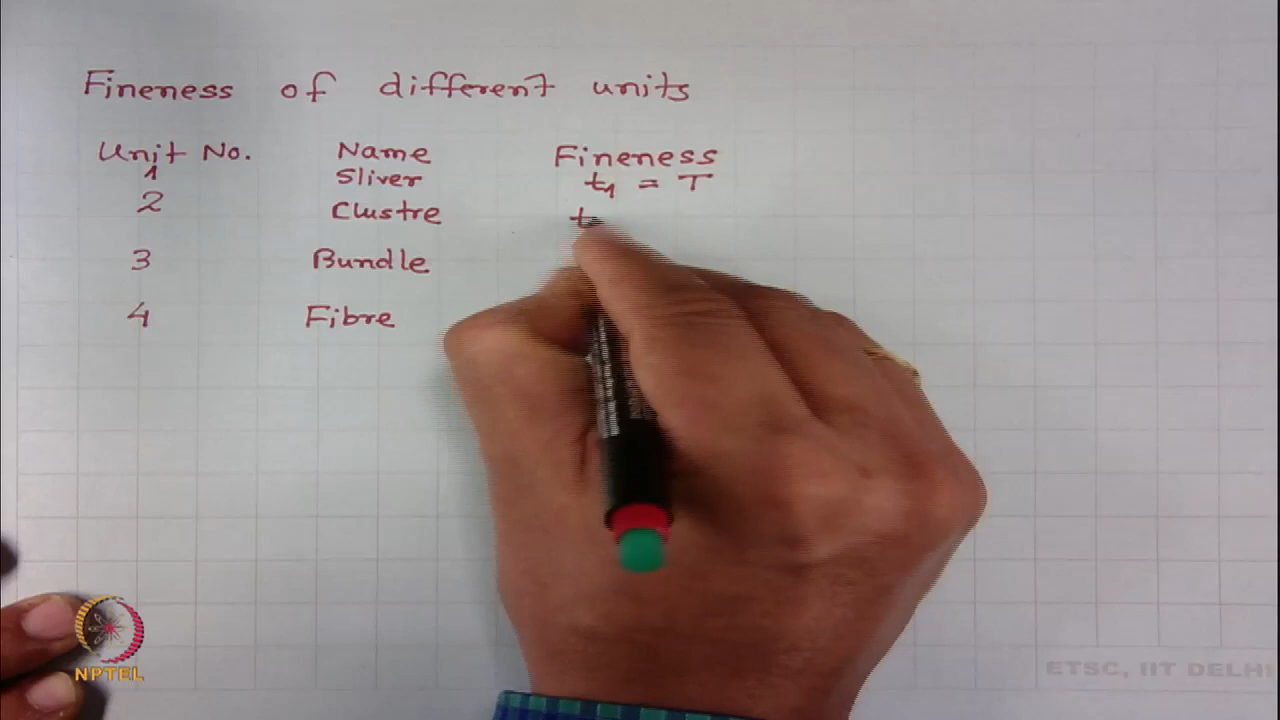 Fineness of different units
Unit No. Name Fineness
1 Sliver t₁ = T
2 Clustre t
3 Bundle
4 Fibre
NPTEL
ETSC, IIT DELHI